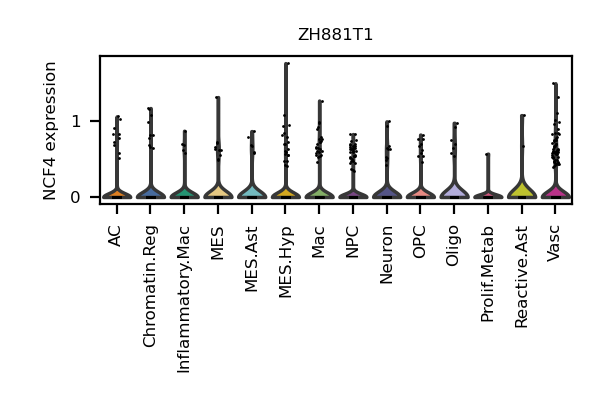 ZH881T1
NCF4 expression
1
0
AC
Chromatin.Reg
Inflammatory.Mac
MES
MES.Ast
MES.Hyp
Mac
NPC
Neuron
OPC
Oligo
Prolif.Metab
Reactive.Ast
Vasc